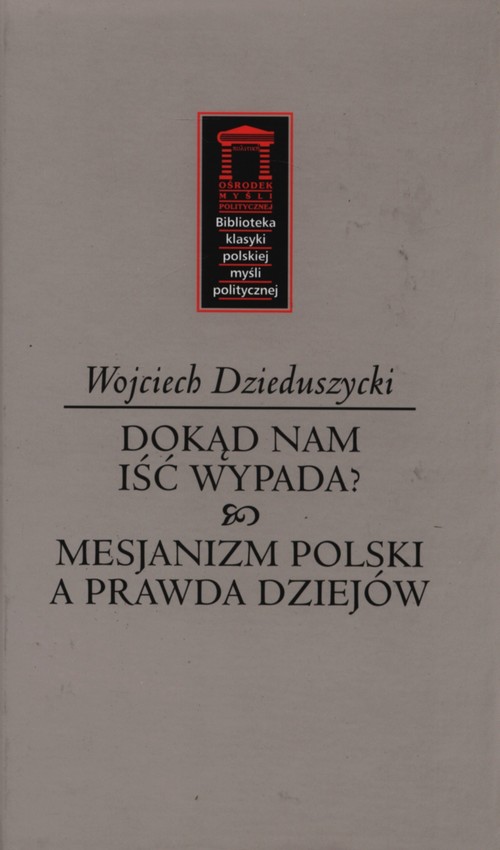 OŚRODEK
MYŚLI
POLITYCZNEJ
Biblioteka
klasyki
polskiej
myśli
politycznej
Wojciech Dzieduszycki
DOKĄD NAM
IŚĆ WYPADA?
MESJANIZM POLSKI
A PRAWDA DZIEJÓW